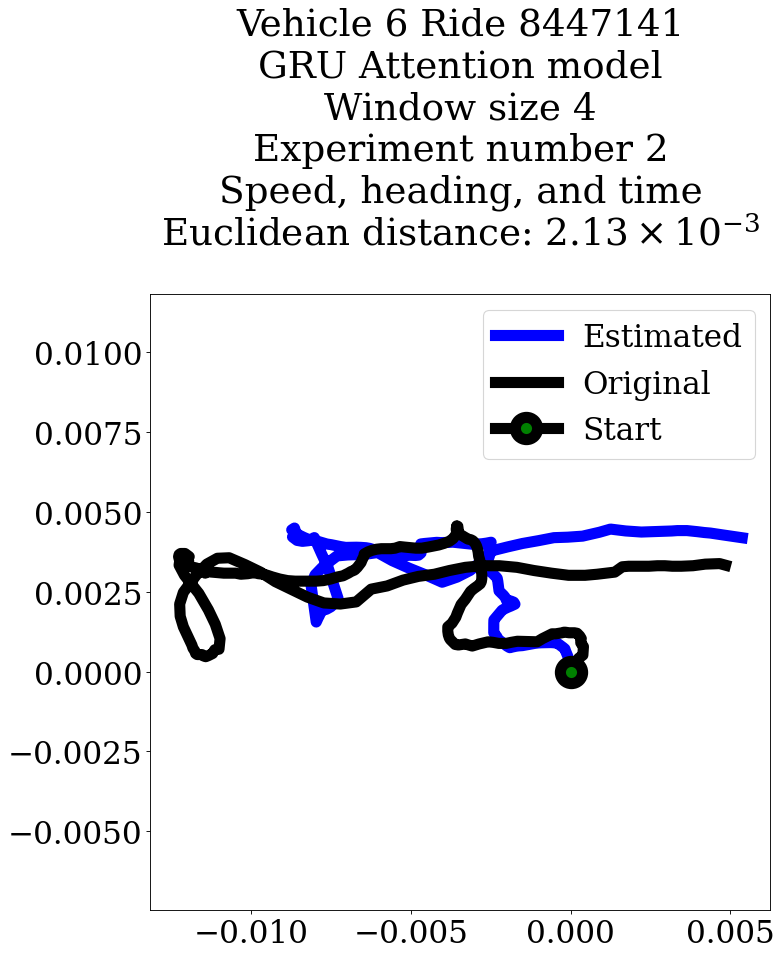 Vehicle 6 Ride 8447141
GRU Attention model
Window size 4
Experiment number 2
Speed, heading, and time
Euclidean distance: 2.13 × 10⁻³
Estimated
Original
Start
0.0100
0.0075
0.0050
0.0025
0.0000
−0.0025
−0.0050
−0.010 −0.005 0.000 0.005